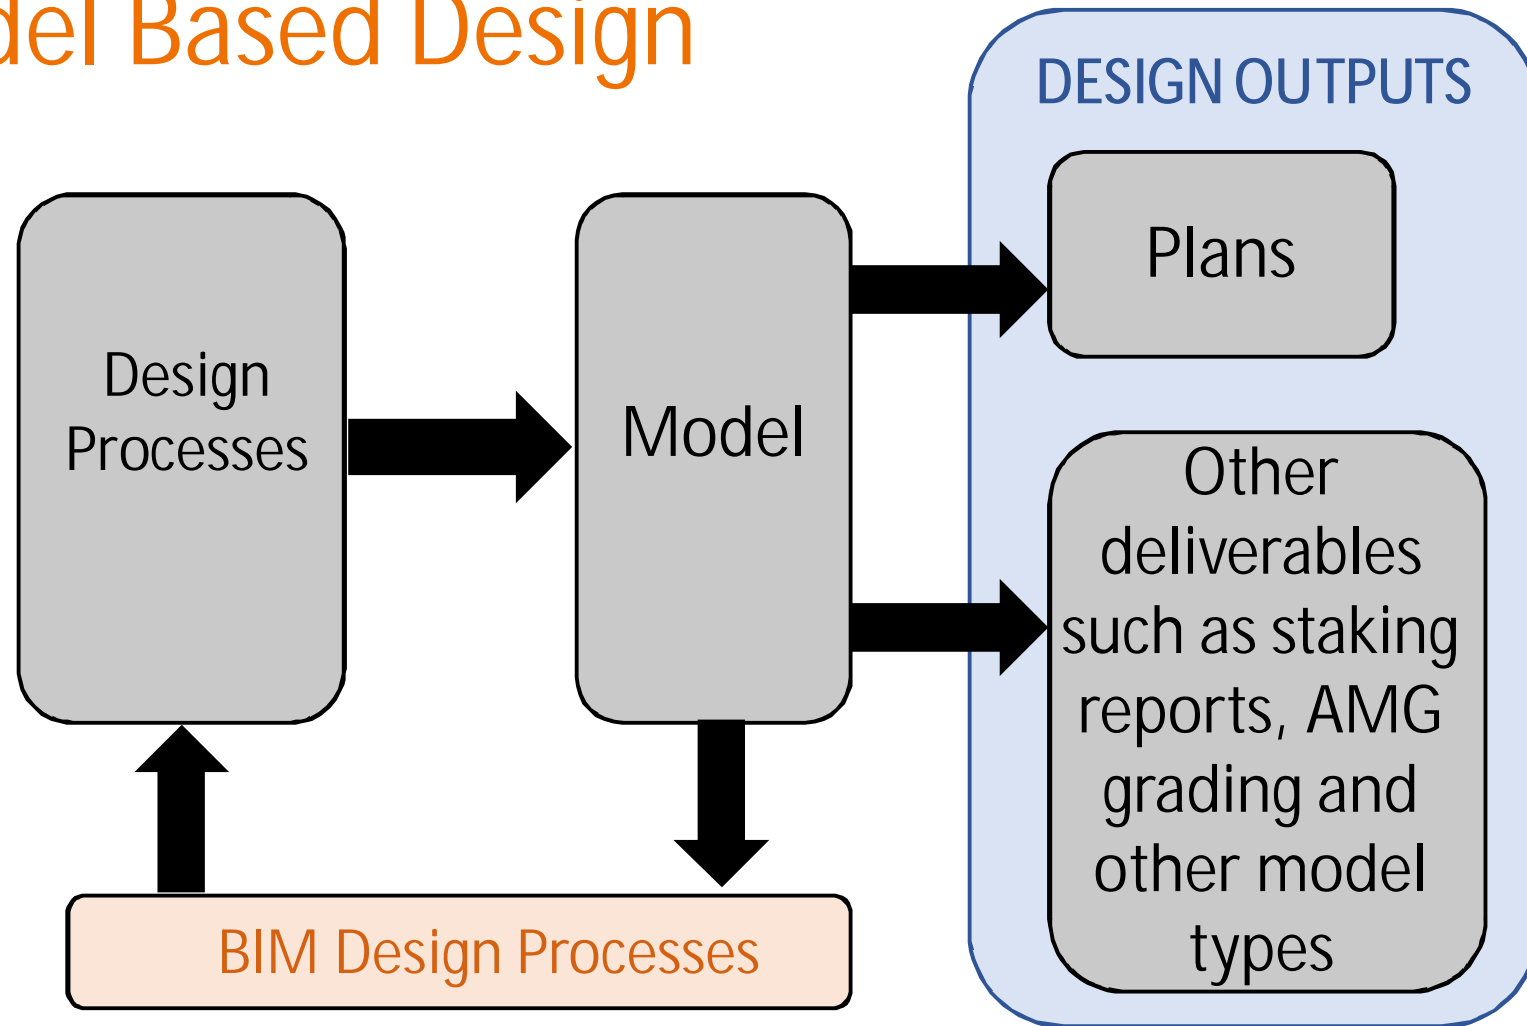 del Based Design
DESIGN OUTPUTS
Design
Processes
Model
Plans
Other
deliverables
such as staking
reports, AMG
grading and
other model
types
BIM Design Processes